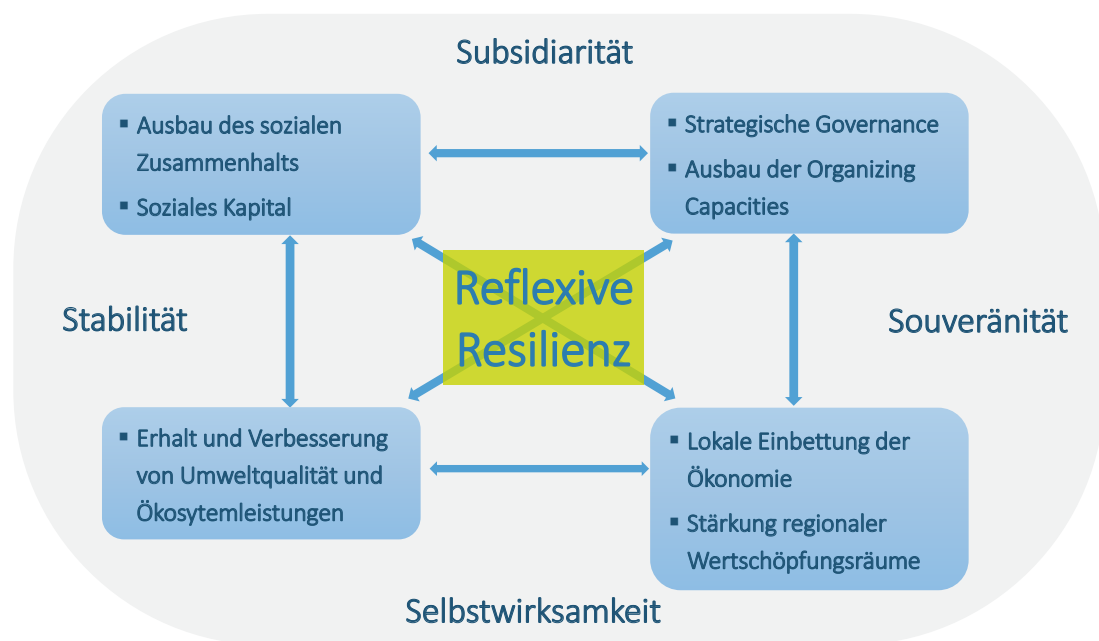 Subsidiarität
▪ Ausbau des sozialen
Zusammenhalts
▪ Soziales Kapital
▪ Strategische Governance
▪ Ausbau der Organizing
Capacities
Stabilität
Reflexive
Resilienz
Souveränität
▪ Erhalt und Verbesserung
von Umweltqualität und
Ökosytemleistungen
▪ Lokale Einbettung der
Ökonomie
▪ Stärkung regionaler
Wertschöpfungsräume
Selbstwirksamkeit